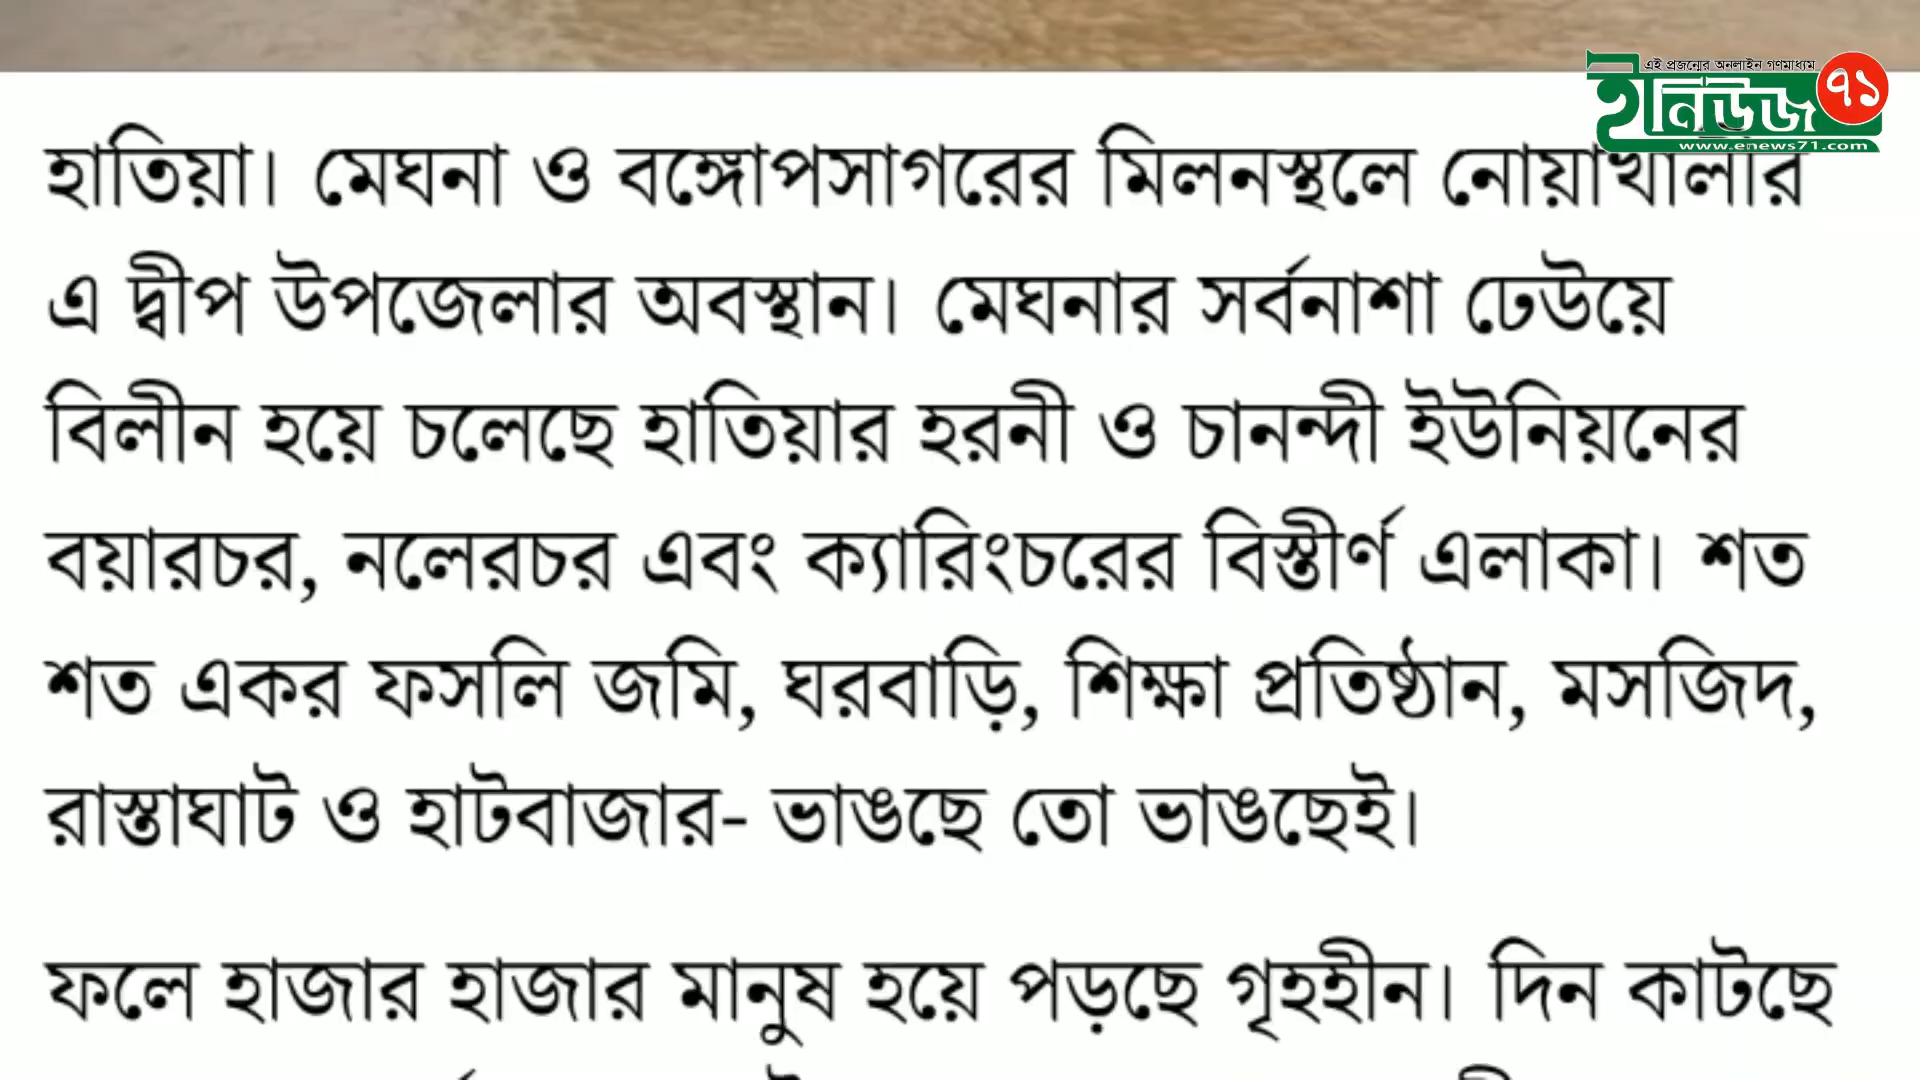 এই প্রজন্মের অনলাইন গণমাধ্যম
ইনিউজ ৭১
www.enews71.com
হাতিয়া। মেঘনা ও বঙ্গোপসাগরের মিলনস্থলে নোয়াখালীর
এ দ্বীপ উপজেলার অবস্থান। মেঘনার সর্বনাশা ঢেউয়ে
বিলীন হয়ে চলেছে হাতিয়ার হরনী ও চানন্দী ইউনিয়নের
বয়ারচর, নলেরচর এবং ক্যারিংচরের বিস্তীর্ণ এলাকা। শত
শত একর ফসলি জমি, ঘরবাড়ি, শিক্ষা প্রতিষ্ঠান, মসজিদ,
রাস্তাঘাট ও হাটবাজার- ভাঙছে তো ভাঙছেই।
ফলে হাজার হাজার মানুষ হয়ে পড়ছে গৃহহীন। দিন কাটছে